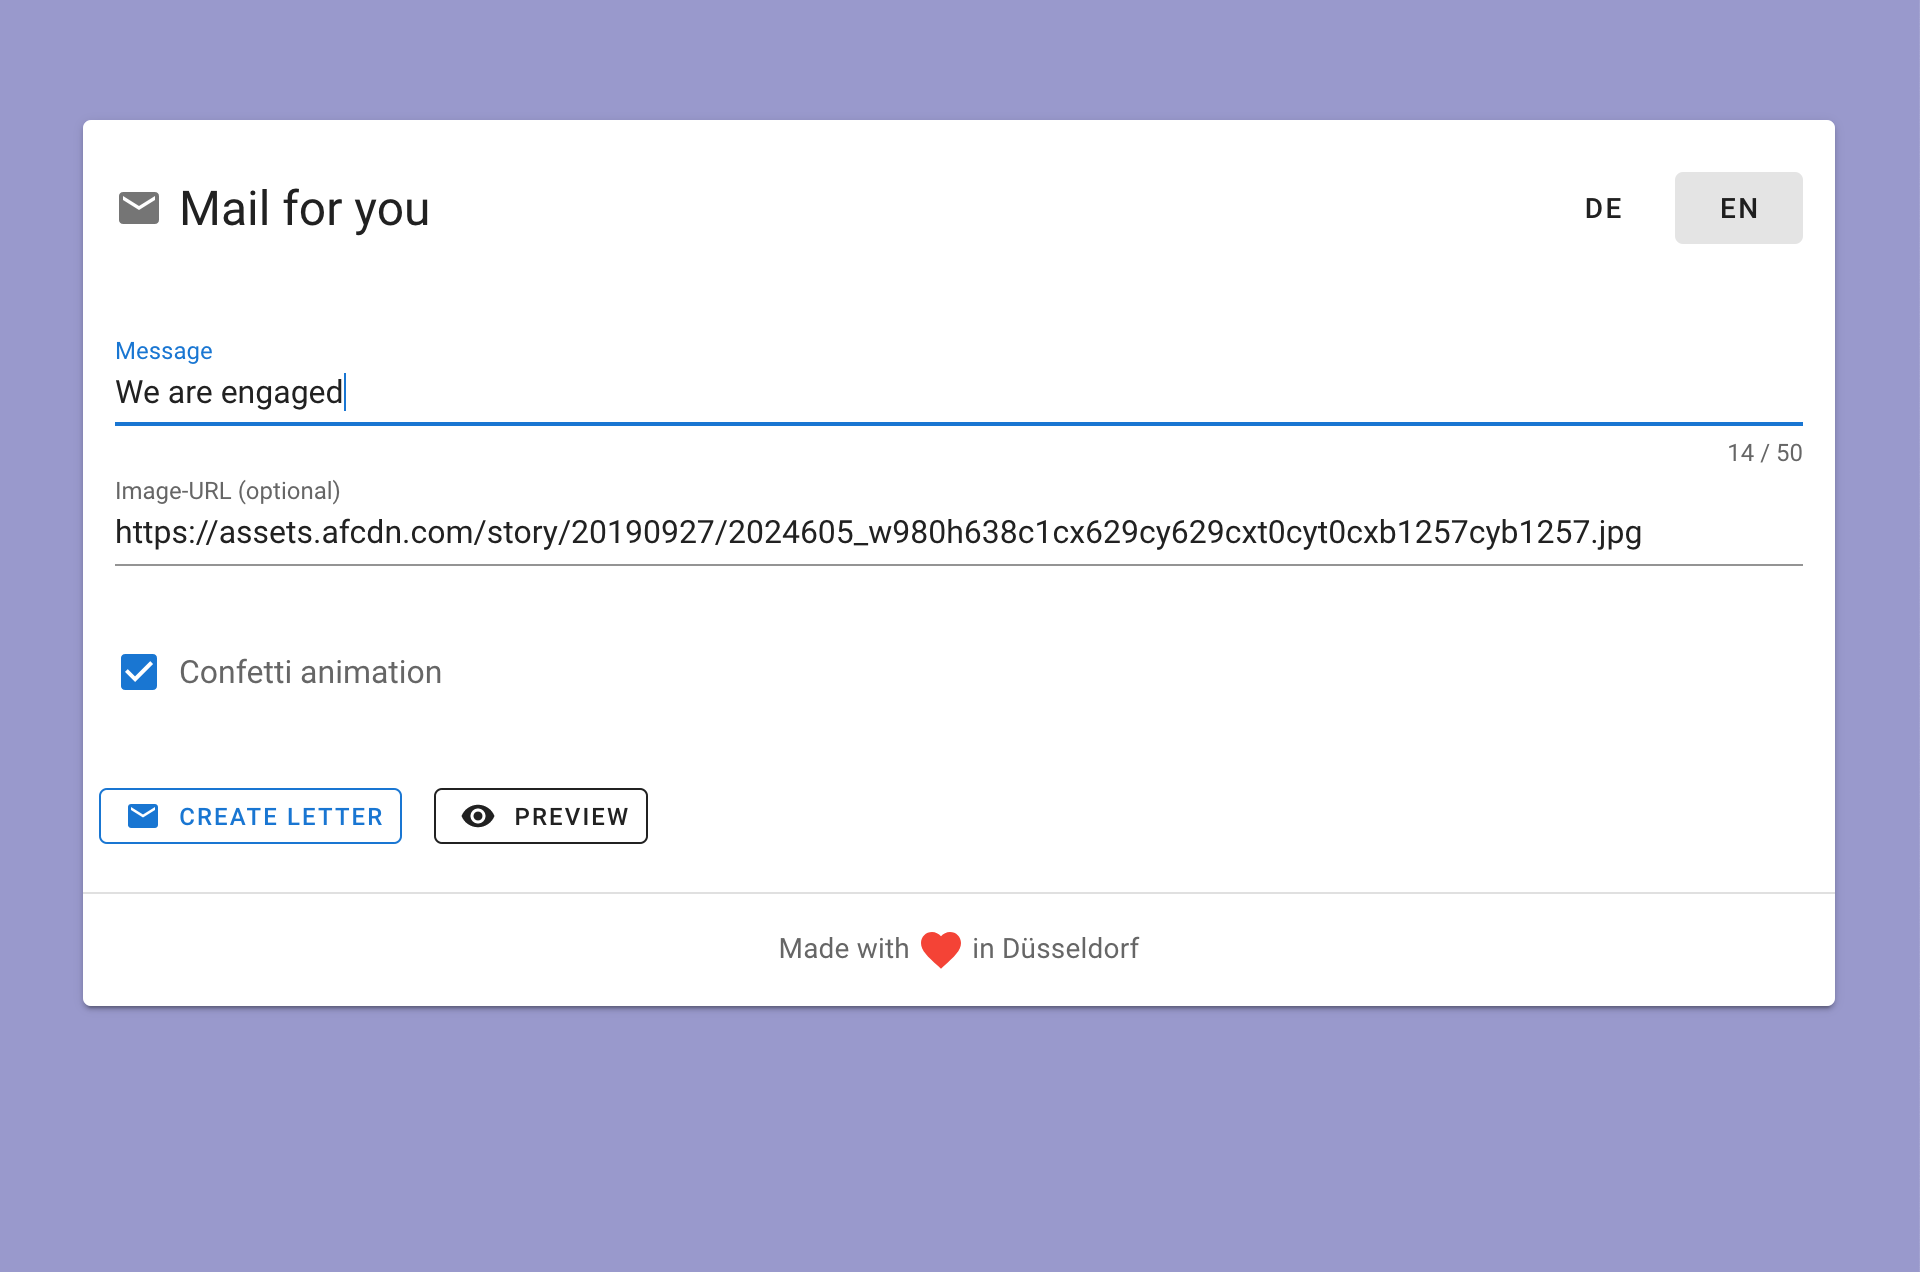 Mail for you
DE
EN
Message
We are engaged
14 / 50
Image-URL (optional)
https://assets.afcdn.com/story/20190927/2024605_w980h638c1cx629cy629cxt0cyt0cxb1257cyb1257.jpg
Confetti animation
CREATE LETTER
PREVIEW
Made with in Düsseldorf